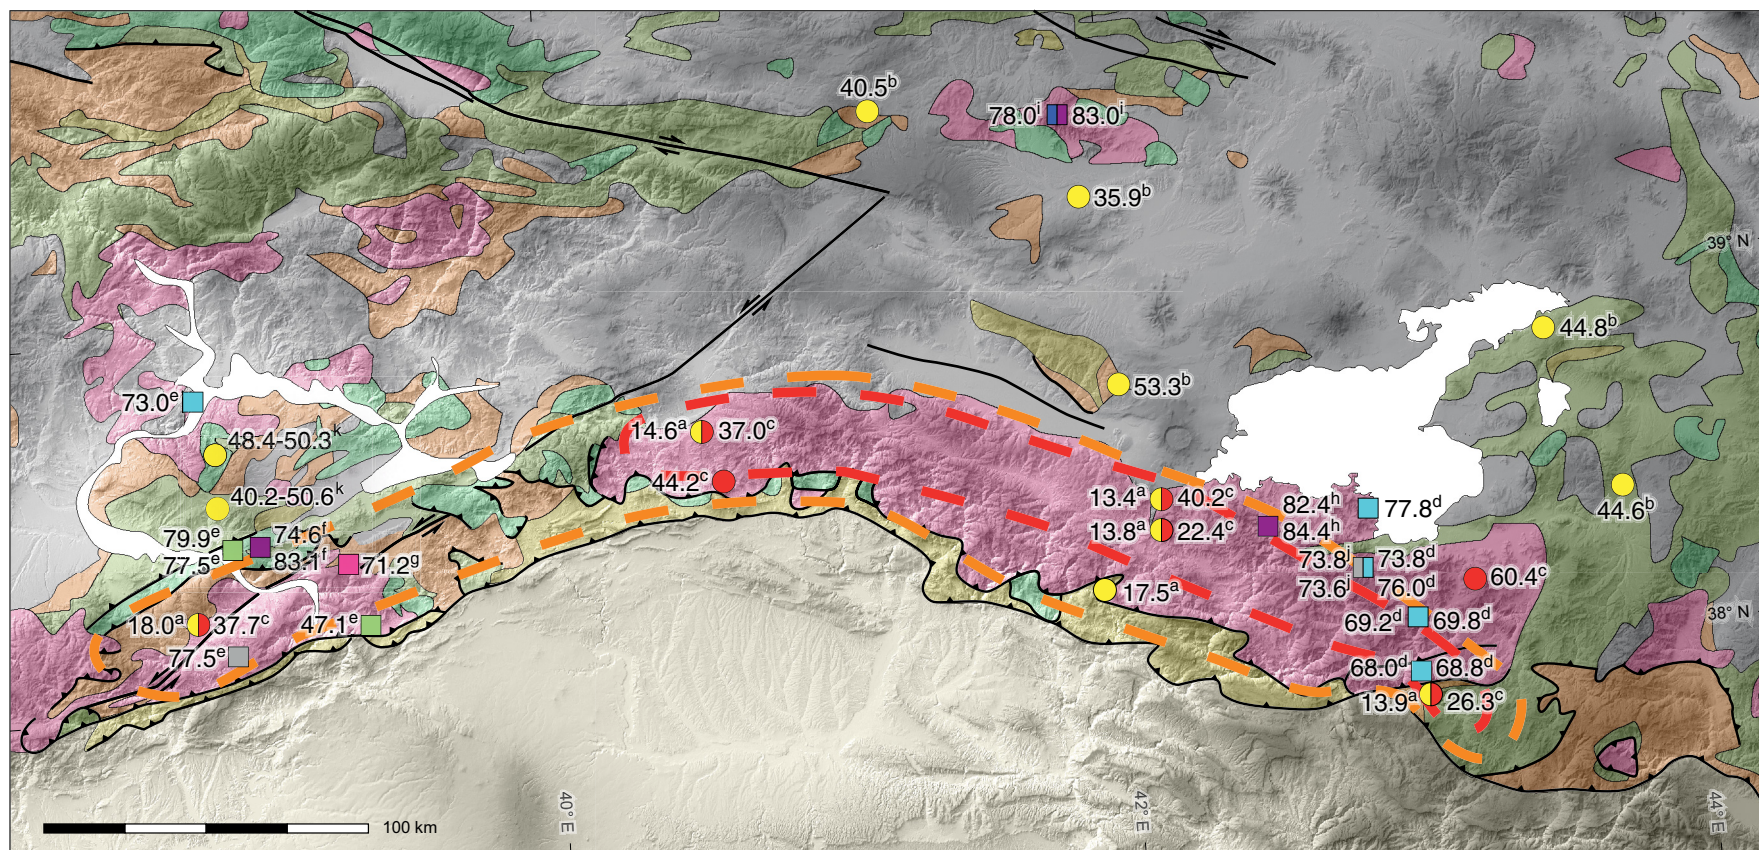 40.5ᵇ
78.0ⁱ 83.0ⁱ
35.9ᵇ
39° N
44.8ᵇ
53.3ᵇ
73.0ᵉ
48.4-50.3ᵏ
14.6ᵃ 37.0ᶜ
44.2ᶜ
40.2-50.6ᵏ
13.4ᵃ 40.2ᶜ
13.8ᵃ 22.4ᶜ
82.4ʰ
84.4ʰ
77.8ᵈ
44.6ᵇ
79.9ᵉ 74.6ᶠ
77.5ᵉ 83.1ᶠ
71.2ᵍ
73.8ʲ 73.8ᵈ
73.6ʲ 76.0ᵈ
60.4ᶜ
17.5ᵃ
69.2ᵈ 69.8ᵈ
38° N
18.0ᵃ 37.7ᶜ
47.1ᵉ
77.5ᵉ
68.0ᵈ 68.8ᵈ
13.9ᵃ 26.3ᶜ
40° E
42° E
44° E
100 km